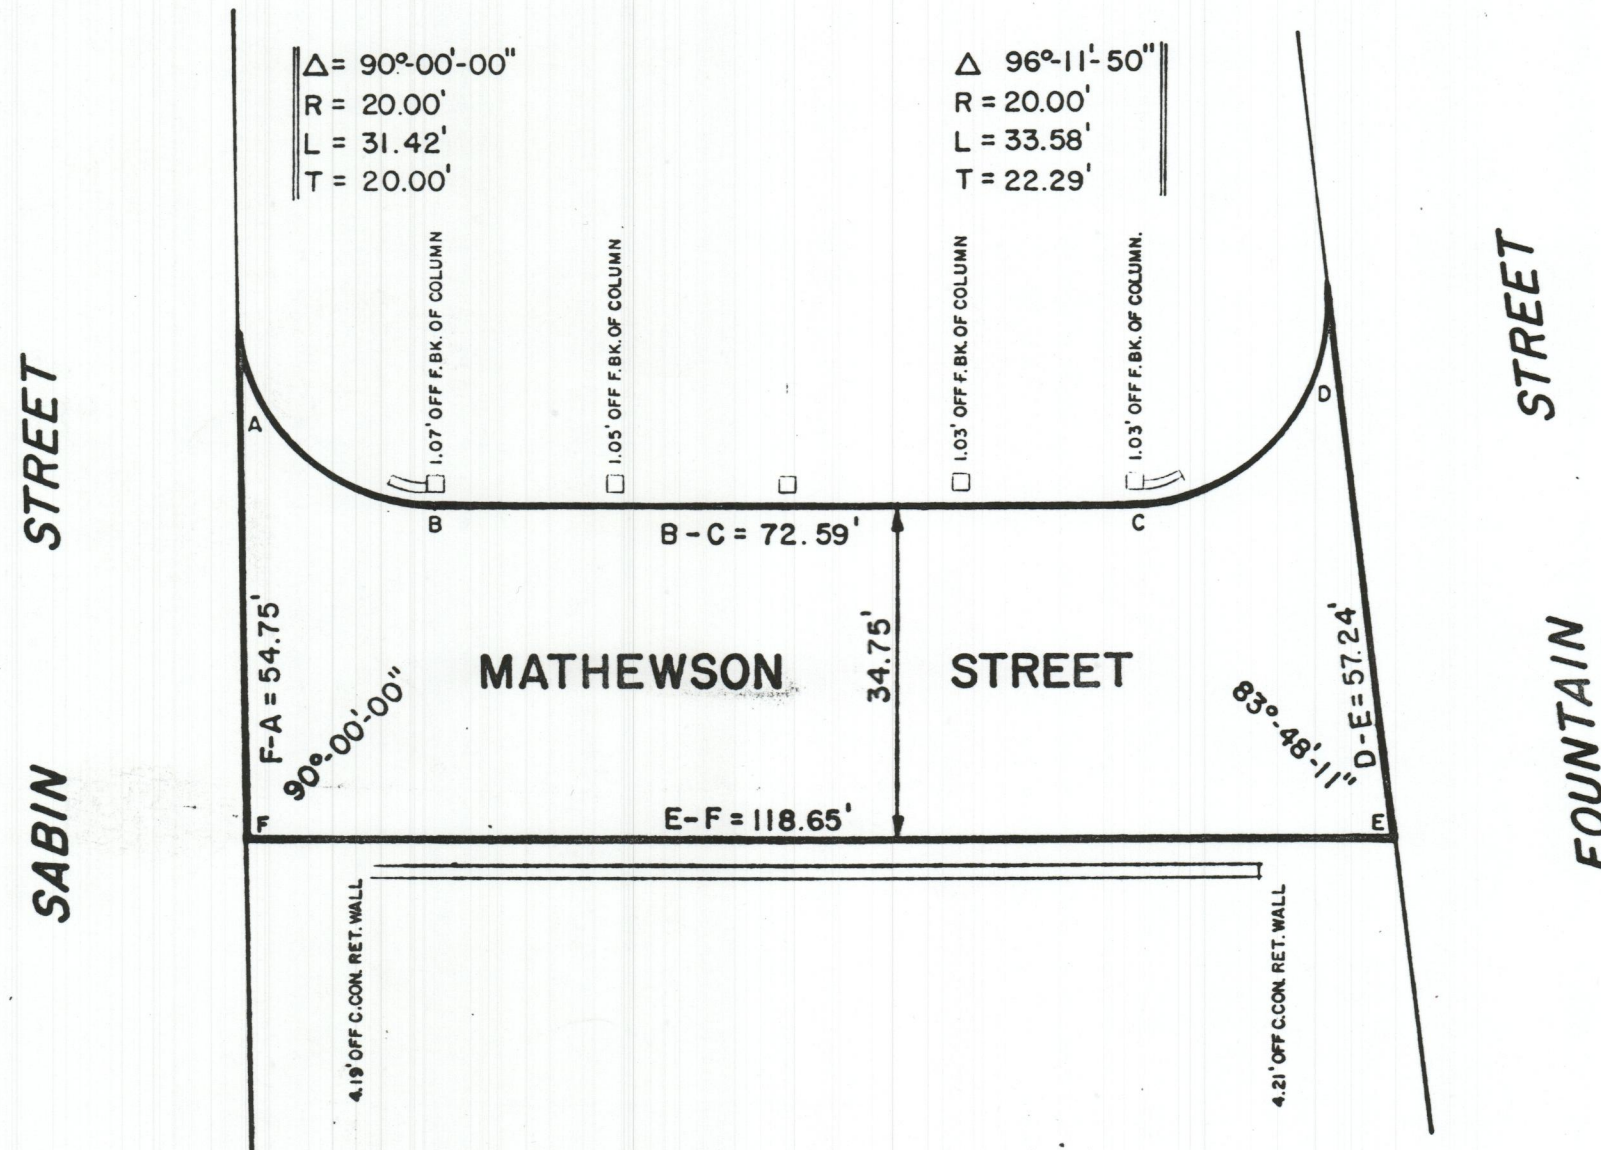 Δ= 90°-00'-00"
R = 20.00'
L = 31.42'
T = 20.00'
Δ 96°-11'-50"
R = 20.00'
L = 33.58'
T = 22.29'
1.07' OFF F.BK. OF COLUMN
1.05' OFF F.BK. OF COLUMN
1.03' OFF F.BK. OF COLUMN
1.03' OFF F.BK. OF COLUMN.
SABIN STREET
FOUNTAIN STREET
A
D
B
C
B-C = 72.59'
F-A = 54.75'
90°-00'-00"
MATHEWSON STREET
34.75'
83°-48'-11"
D-E = 57.24'
F
E-F = 118.65'
E
4.19' OFF C.CON. RET. WALL
4.21' OFF C.CON. RET. WALL